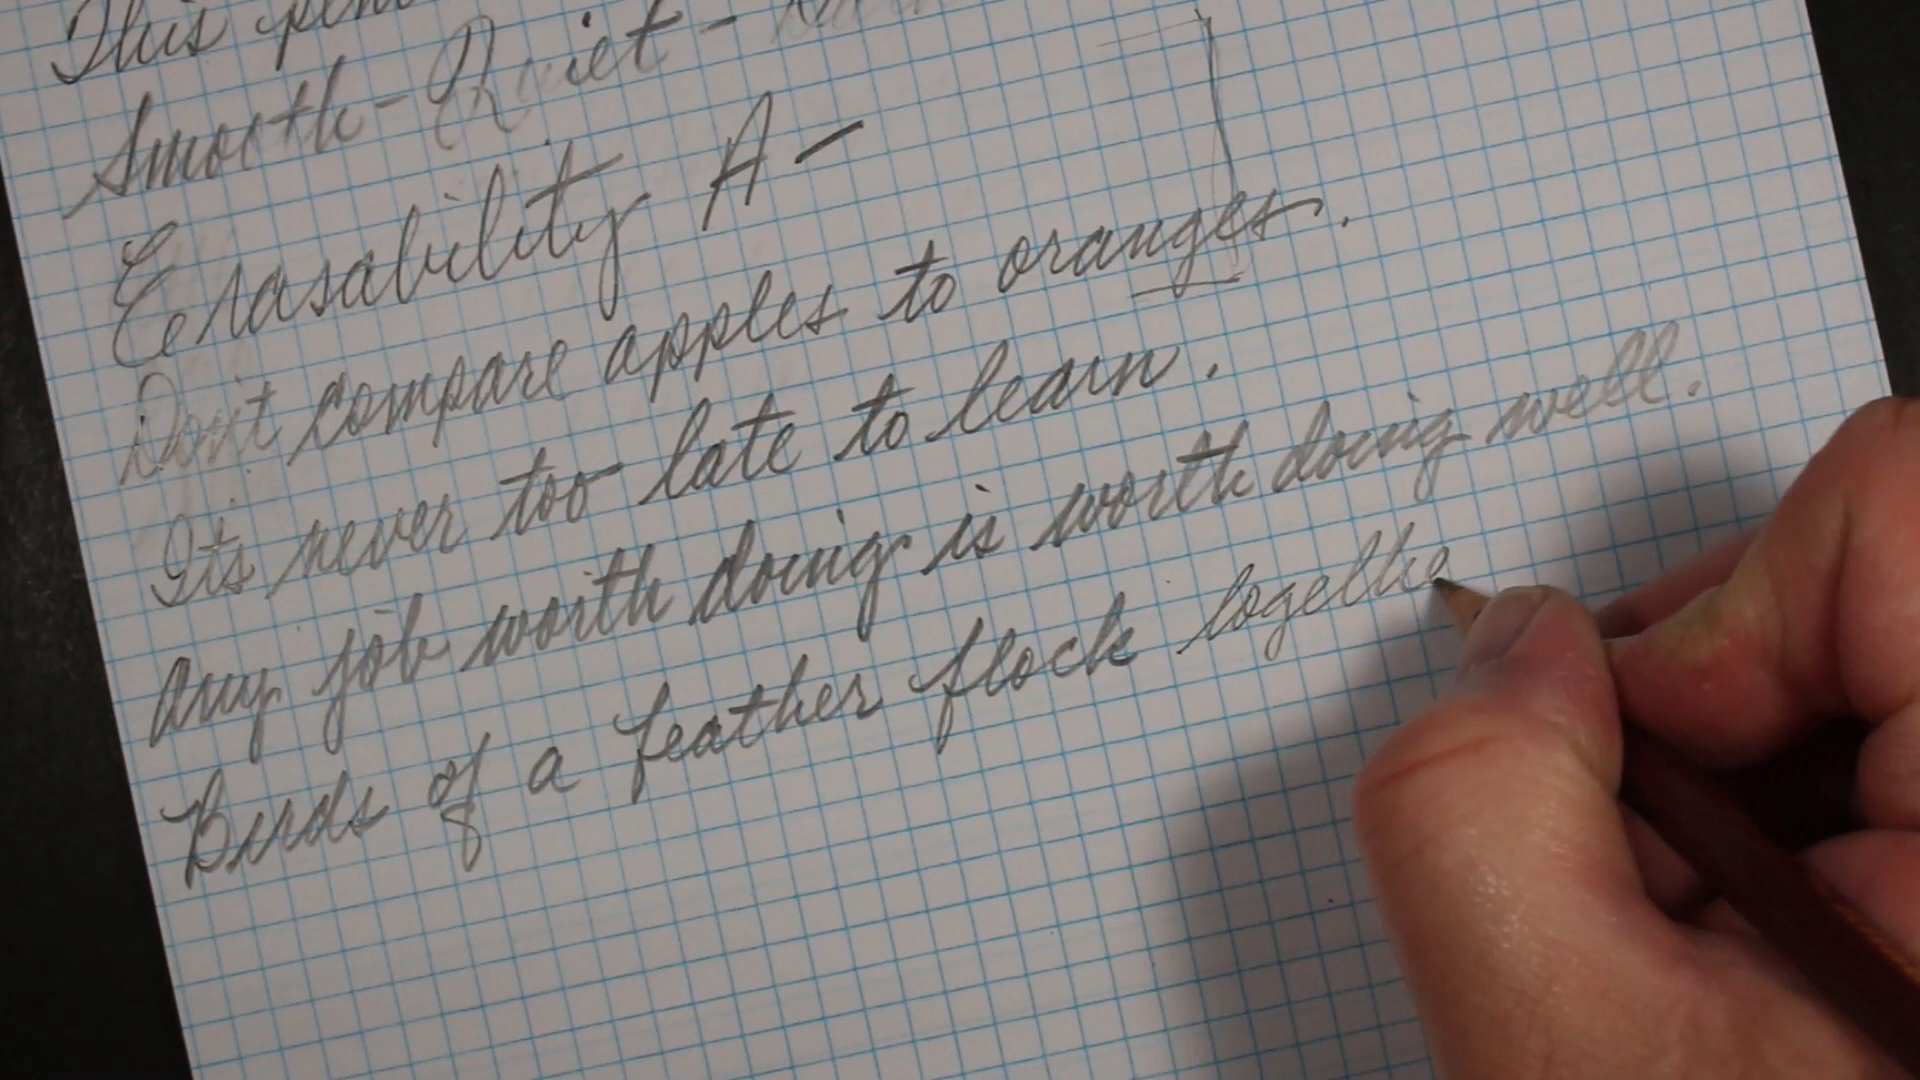 This
Smooth - Quiet -
Erasability A-
Don't compare apples to oranges.
It's never too late to learn.
Any job worth doing is worth doing well.
Birds of a feather flock togethe